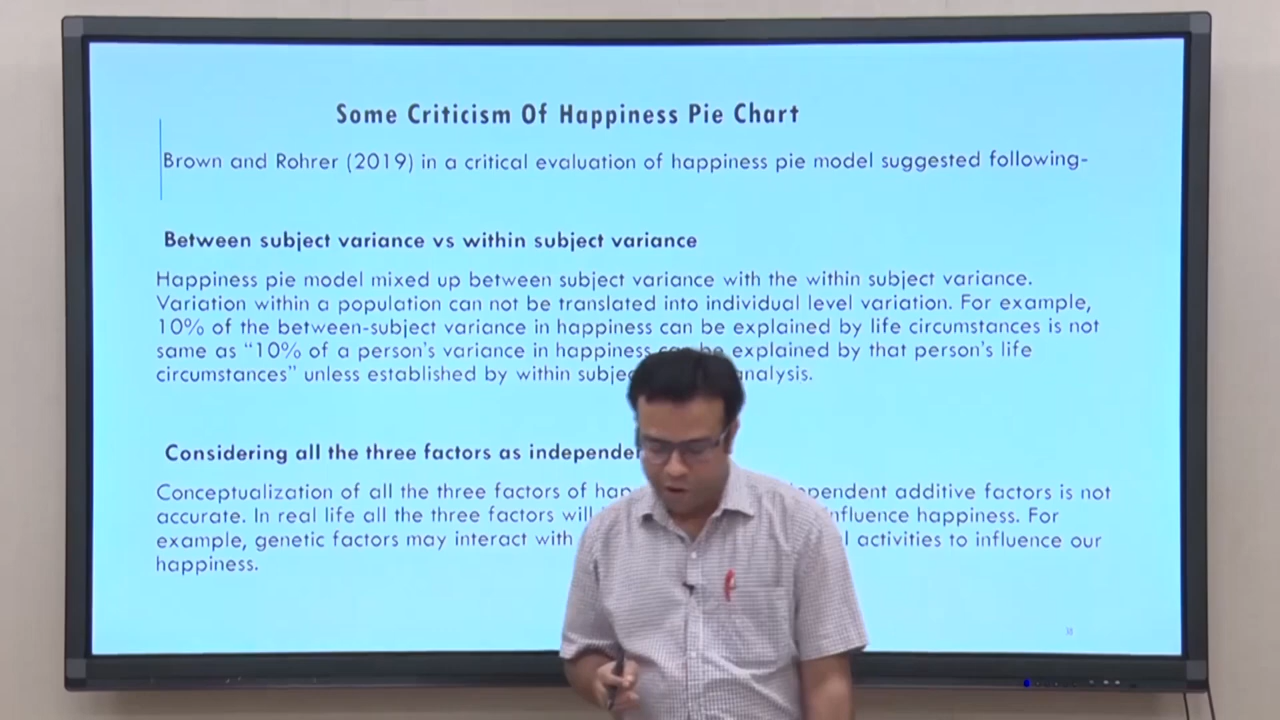 Some Criticism Of Happiness Pie Chart
Brown and Rohrer (2019) in a critical evaluation of happiness pie model suggested following-
Between subject variance vs within subject variance
Happiness pie model mixed up between subject variance with the within subject variance.
Variation within a population can not be translated into individual level variation. For example,
10% of the between-subject variance in happiness can be explained by life circumstances is not
same as “10% of a person’s variance in happiness can be explained by that person’s life
circumstances” unless established by within analysis.
Considering all the three factors as
Conceptualization of all the three factors of additive factors is not
accurate. In real life all the three factors will influence happiness. For
example, genetic factors may interact with activities to influence our
happiness.